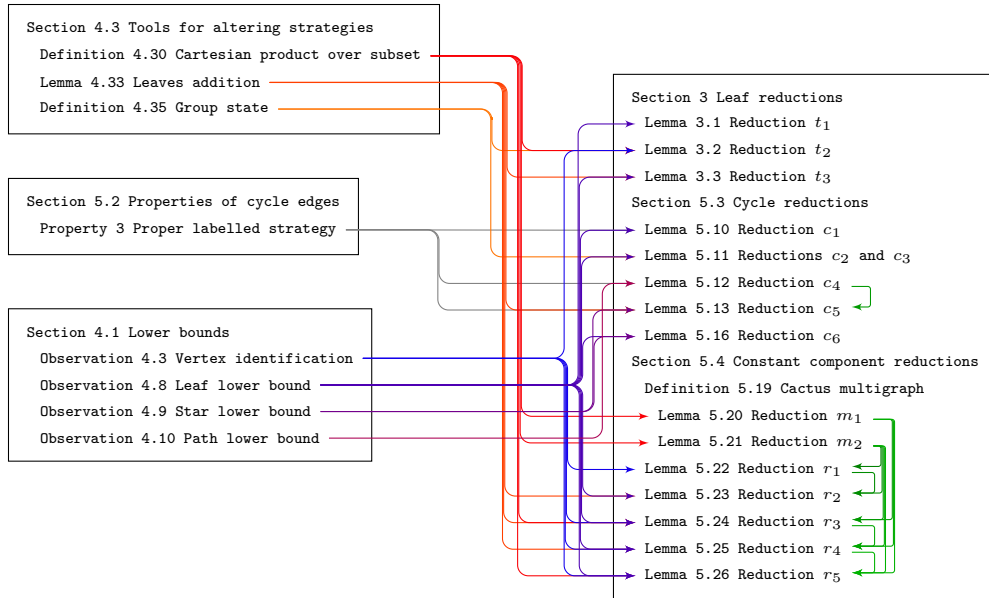 Section 4.3 Tools for altering strategies
Definition 4.30 Cartesian product over subset
Lemma 4.33 Leaves addition
Definition 4.35 Group state
Section 5.2 Properties of cycle edges
Property 3 Proper labelled strategy
Section 4.1 Lower bounds
Observation 4.3 Vertex identification
Observation 4.8 Leaf lower bound
Observation 4.9 Star lower bound
Observation 4.10 Path lower bound
Section 3 Leaf reductions
Lemma 3.1 Reduction t₁
Lemma 3.2 Reduction t₂
Lemma 3.3 Reduction t₃
Section 5.3 Cycle reductions
Lemma 5.10 Reduction c₁
Lemma 5.11 Reductions c₂ and c₃
Lemma 5.12 Reduction c₄
Lemma 5.13 Reduction c₅
Lemma 5.16 Reduction c₆
Section 5.4 Constant component reductions
Definition 5.19 Cactus multigraph
Lemma 5.20 Reduction m₁
Lemma 5.21 Reduction m₂
Lemma 5.22 Reduction r₁
Lemma 5.23 Reduction r₂
Lemma 5.24 Reduction r₃
Lemma 5.25 Reduction r₄
Lemma 5.26 Reduction r₅